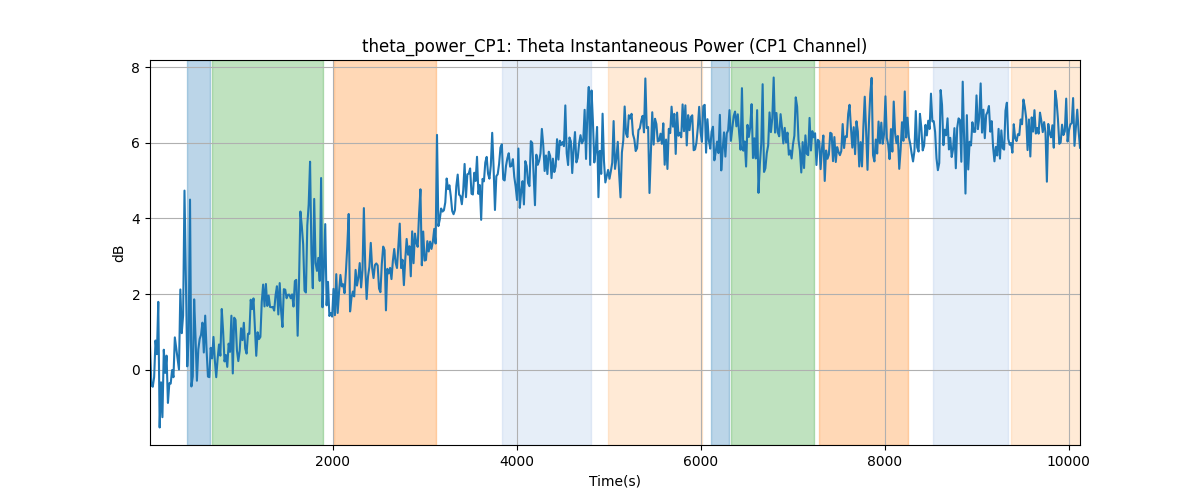 theta_power_CP1: Theta Instantaneous Power (CP1 Channel)
8
6
4
2
0
dB
2000 4000 6000 8000 10000
Time(s)